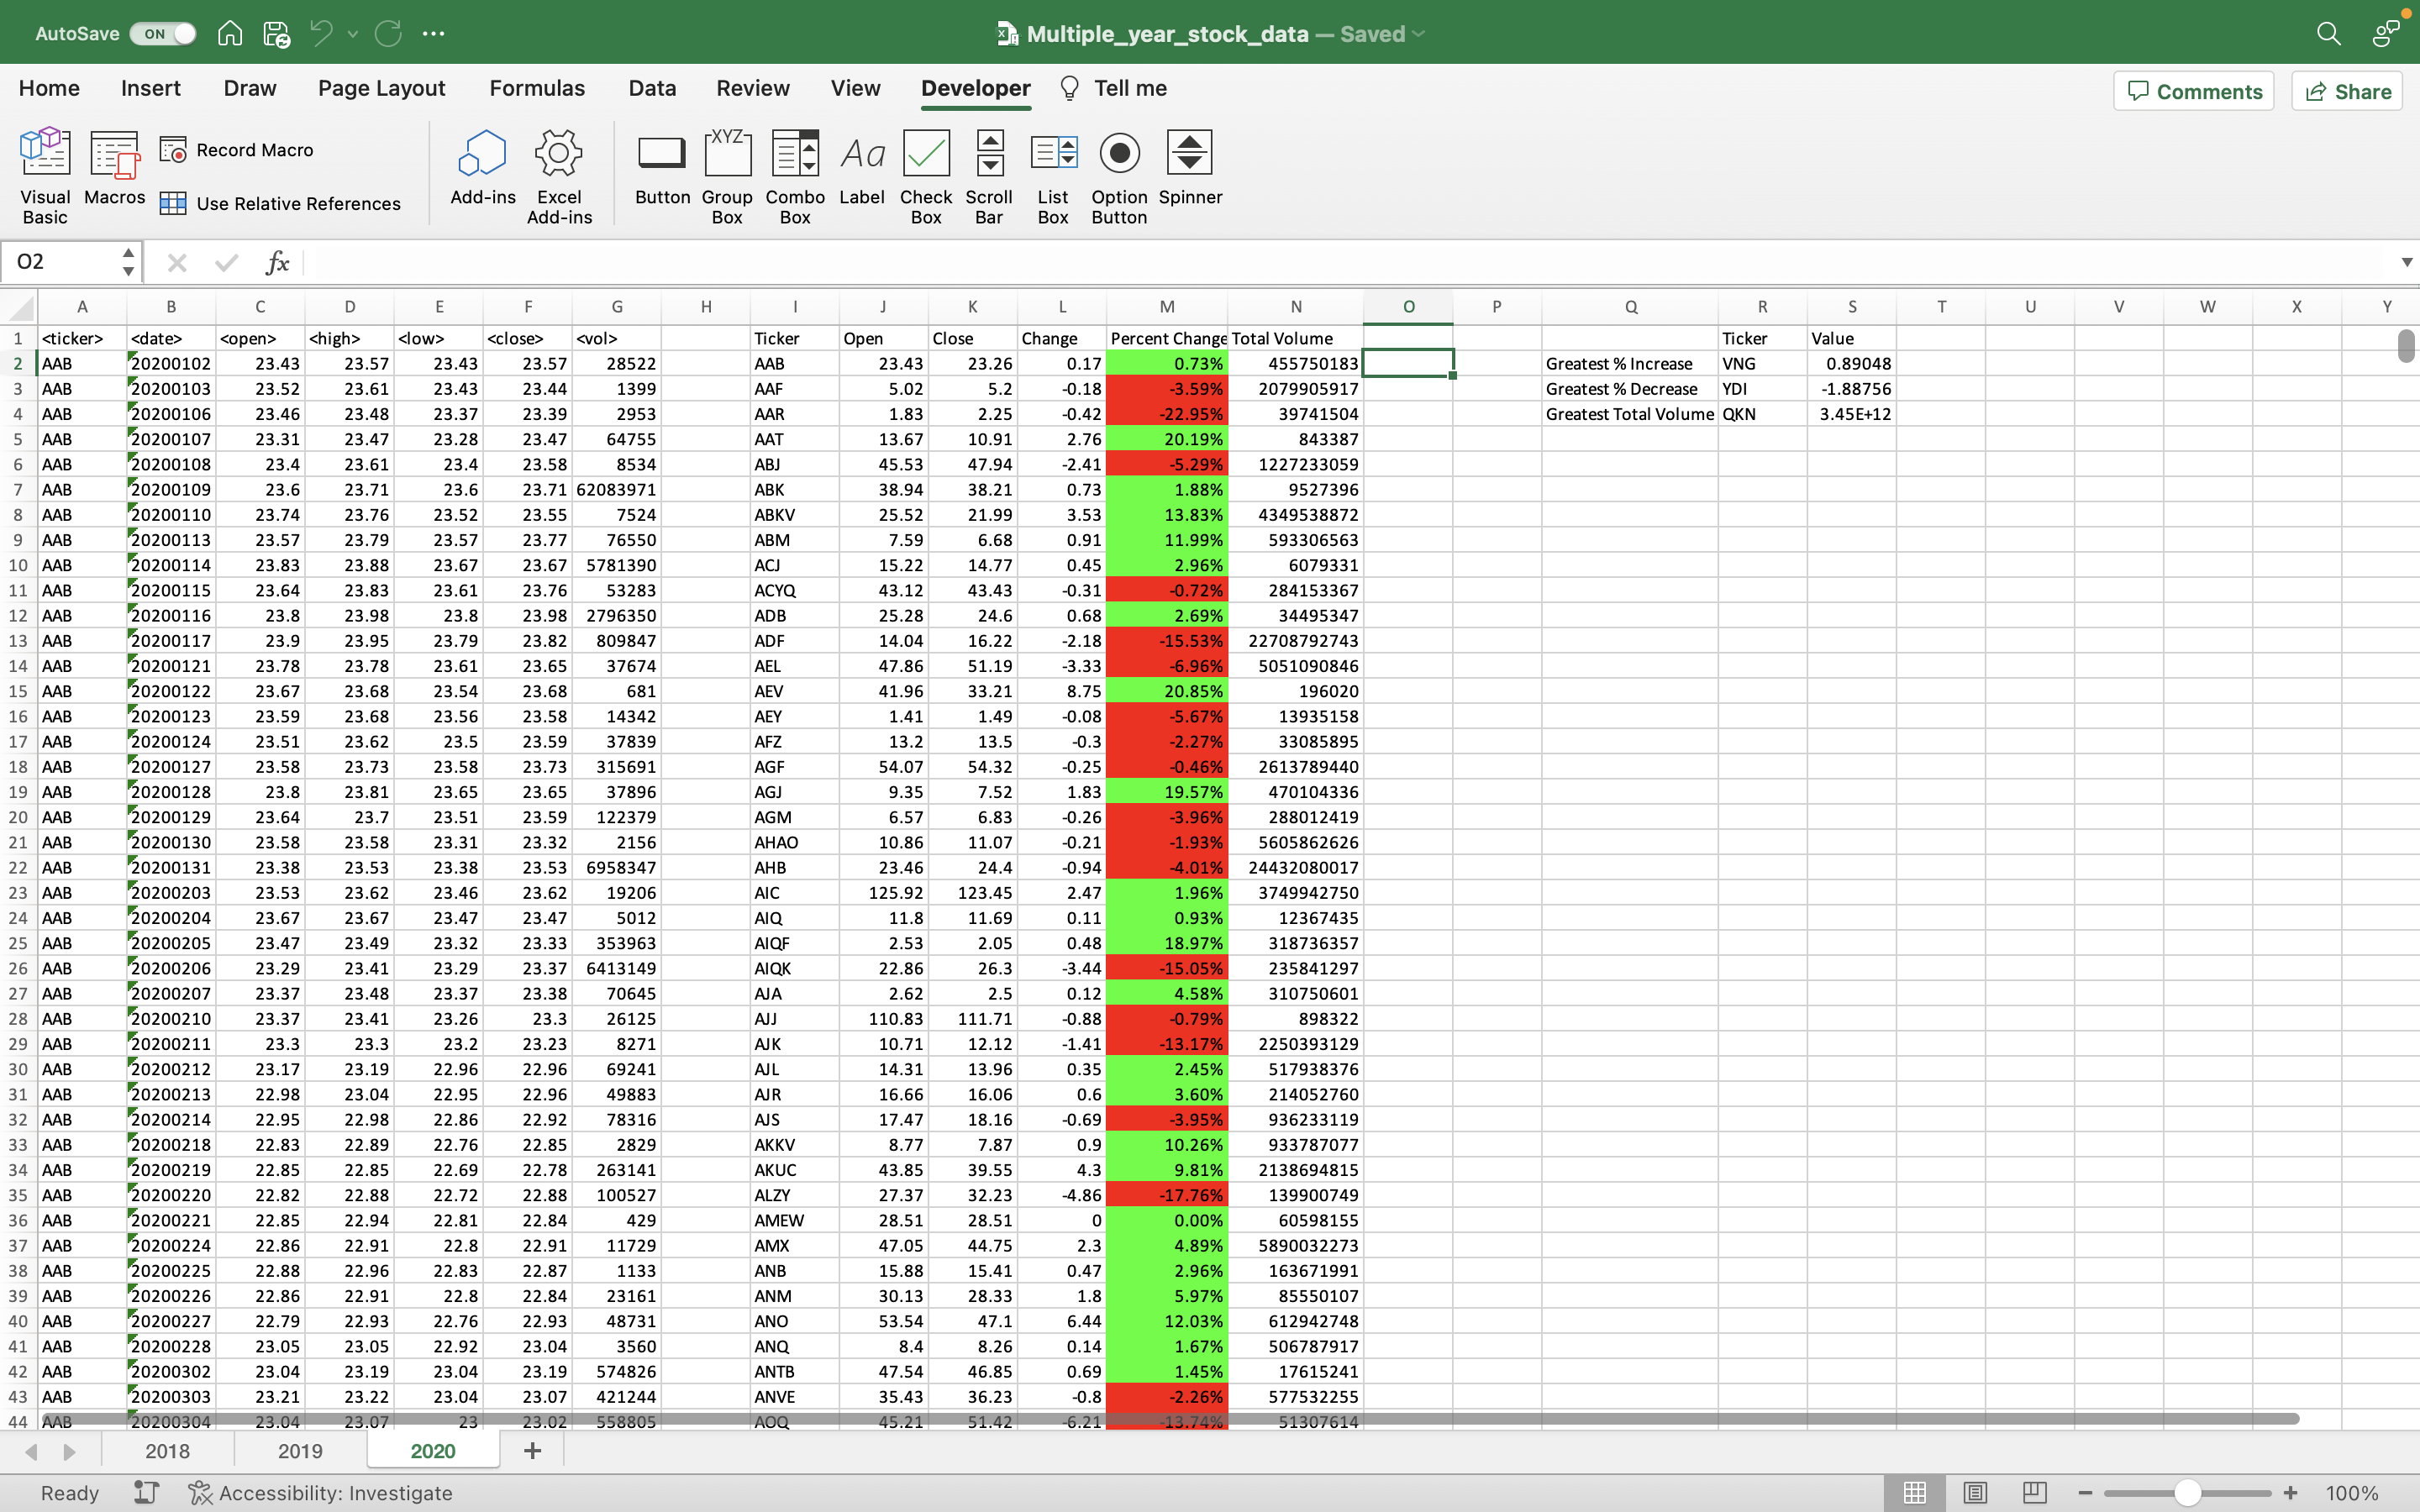 AutoSave ON Multiple_year_stock_data — Saved
Home Insert Draw Page Layout Formulas Data Review View Developer Tell me Comments Share
Visual Basic Macros Record Macro Use Relative References Add-ins Excel Add-ins XYZ Button Group Box Combo Box Aa Label Check Box Scroll Bar List Box Option Button Spinner
O2 fx
A B C D E F G H I J K L M N O P Q R S T U V W X Y
1 <ticker> <date> <open> <high> <low> <close> <vol> Ticker Open Close Change Percent Change Total Volume Ticker Value
2 AAB 20200102 23.43 23.57 23.43 23.57 28522 AAB 23.43 23.26 0.17 0.73% 455750183 Greatest % Increase VNG 0.89048
3 AAB 20200103 23.52 23.61 23.43 23.44 1399 AAF 5.02 5.2 -0.18 -3.59% 2079905917 Greatest % Decrease YDI -1.88756
4 AAB 20200106 23.46 23.48 23.37 23.39 2953 AAR 1.83 2.25 -0.42 -22.95% 39741504 Greatest Total Volume QKN 3.45E+12
5 AAB 20200107 23.31 23.47 23.28 23.47 64755 AAT 13.67 10.91 2.76 20.19% 843387
6 AAB 20200108 23.4 23.61 23.4 23.58 8534 ABJ 45.53 47.94 -2.41 -5.29% 1227233059
7 AAB 20200109 23.6 23.71 23.6 23.71 62083971 ABK 38.94 38.21 0.73 1.88% 9527396
8 AAB 20200110 23.74 23.76 23.52 23.55 7524 ABKV 25.52 21.99 3.53 13.83% 4349538872
9 AAB 20200113 23.57 23.79 23.57 23.77 76550 ABM 7.59 6.68 0.91 11.99% 593306563
10 AAB 20200114 23.83 23.88 23.67 23.67 5781390 ACJ 15.22 14.77 0.45 2.96% 6079331
11 AAB 20200115 23.64 23.83 23.61 23.76 53283 ACYQ 43.12 43.43 -0.31 -0.72% 284153367
12 AAB 20200116 23.8 23.98 23.8 23.98 2796350 ADB 25.28 24.6 0.68 2.69% 34495347
13 AAB 20200117 23.9 23.95 23.79 23.82 809847 ADF 14.04 16.22 -2.18 -15.53% 22708792743
14 AAB 20200121 23.78 23.78 23.61 23.65 37674 AEL 47.86 51.19 -3.33 -6.96% 5051090846
15 AAB 20200122 23.67 23.68 23.54 23.68 681 AEV 41.96 33.21 8.75 20.85% 196020
16 AAB 20200123 23.59 23.68 23.56 23.58 14342 AEY 1.41 1.49 -0.08 -5.67% 13935158
17 AAB 20200124 23.51 23.62 23.5 23.59 37839 AFZ 13.2 13.5 -0.3 -2.27% 33085895
18 AAB 20200127 23.58 23.73 23.58 23.73 315691 AGF 54.07 54.32 -0.25 -0.46% 2613789440
19 AAB 20200128 23.8 23.81 23.65 23.65 37896 AGJ 9.35 7.52 1.83 19.57% 470104336
20 AAB 20200129 23.64 23.7 23.51 23.59 122379 AGM 6.57 6.83 -0.26 -3.96% 288012419
21 AAB 20200130 23.58 23.58 23.31 23.32 2156 AHAO 10.86 11.07 -0.21 -1.93% 5605862626
22 AAB 20200131 23.38 23.53 23.38 23.53 6958347 AHB 23.46 24.4 -0.94 -4.01% 24432080017
23 AAB 20200203 23.53 23.62 23.46 23.62 19206 AIC 125.92 123.45 2.47 1.96% 3749942750
24 AAB 20200204 23.67 23.67 23.47 23.47 5012 AIQ 11.8 11.69 0.11 0.93% 12367435
25 AAB 20200205 23.47 23.49 23.32 23.33 353963 AIQF 2.53 2.05 0.48 18.97% 318736357
26 AAB 20200206 23.29 23.41 23.29 23.37 6413149 AIQK 22.86 26.3 -3.44 -15.05% 235841297
27 AAB 20200207 23.37 23.48 23.37 23.38 70645 AJA 2.62 2.5 0.12 4.58% 310750601
28 AAB 20200210 23.37 23.41 23.26 23.3 26125 AJJ 110.83 111.71 -0.88 -0.79% 898322
29 AAB 20200211 23.3 23.3 23.2 23.23 8271 AJK 10.71 12.12 -1.41 -13.17% 2250393129
30 AAB 20200212 23.17 23.19 22.96 22.96 69241 AJL 14.31 13.96 0.35 2.45% 517938376
31 AAB 20200213 22.98 23.04 22.95 22.96 49883 AJR 16.66 16.06 0.6 3.60% 214052760
32 AAB 20200214 22.95 22.98 22.86 22.92 78316 AJS 17.47 18.16 -0.69 -3.95% 936233119
33 AAB 20200218 22.83 22.89 22.76 22.85 2829 AKKV 8.77 7.87 0.9 10.26% 933787077
34 AAB 20200219 22.85 22.85 22.69 22.78 263141 AKUC 43.85 39.55 4.3 9.81% 2138694815
35 AAB 20200220 22.82 22.88 22.72 22.88 100527 ALZY 27.37 32.23 -4.86 -17.76% 139900749
36 AAB 20200221 22.85 22.94 22.81 22.84 429 AMEW 28.51 28.51 0 0.00% 60598155
37 AAB 20200224 22.86 22.91 22.8 22.91 11729 AMX 47.05 44.75 2.3 4.89% 5890032273
38 AAB 20200225 22.88 22.96 22.83 22.87 1133 ANB 15.88 15.41 0.47 2.96% 163671991
39 AAB 20200226 22.86 22.91 22.8 22.84 23161 ANM 30.13 28.33 1.8 5.97% 85550107
40 AAB 20200227 22.79 22.93 22.76 22.93 48731 ANO 53.54 47.1 6.44 12.03% 612942748
41 AAB 20200228 23.05 23.05 22.92 23.04 3560 ANQ 8.4 8.26 0.14 1.67% 506787917
42 AAB 20200302 23.04 23.19 23.04 23.19 574826 ANTB 47.54 46.85 0.69 1.45% 17615241
43 AAB 20200303 23.21 23.22 23.04 23.07 421244 ANVE 35.43 36.23 -0.8 -2.26% 577532255
44 AAB 20200304 23.04 23.07 23 23.02 558805 AOQ 45.21 51.42 -6.21 -13.74% 51307614
2018 2019 2020
Ready Accessibility: Investigate 100%